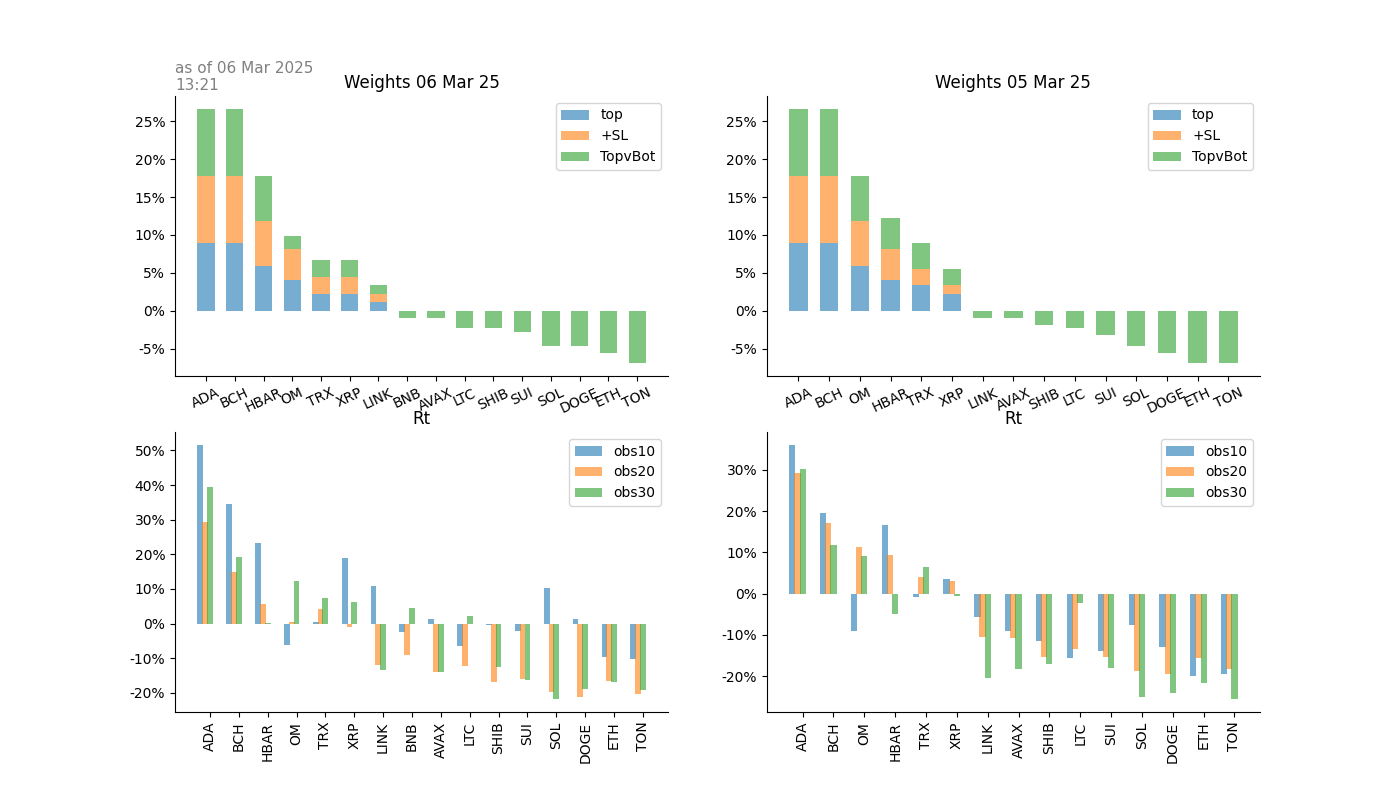 as of 06 Mar 2025
13:21
Weights 06 Mar 25
25%
20%
15%
10%
5%
0%
-5%
top
+SL
TopvBot
ADA BCH HBAR OM TRX XRP LINK BNB AVAX LTC SHIB SUI SOL DOGE ETH TON
Weights 05 Mar 25
25%
20%
15%
10%
5%
0%
-5%
top
+SL
TopvBot
ADA BCH OM HBAR TRX XRP LINK AVAX SHIB LTC SUI SOL DOGE ETH TON
Rt
50%
40%
30%
20%
10%
0%
-10%
-20%
obs10
obs20
obs30
ADA BCH HBAR OM TRX XRP LINK BNB AVAX LTC SHIB SUI SOL DOGE ETH TON
Rt
30%
20%
10%
0%
-10%
-20%
obs10
obs20
obs30
ADA BCH OM HBAR TRX XRP LINK AVAX SHIB LTC SUI SOL DOGE ETH TON